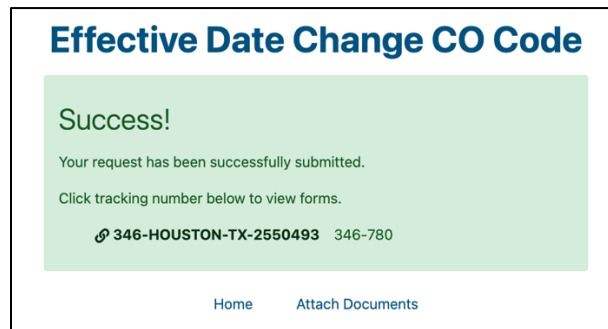 Effective Date Change CO Code
Success!
Your request has been successfully submitted.
Click tracking number below to view forms.
346-HOUSTON-TX-2550493 346-780
Home Attach Documents